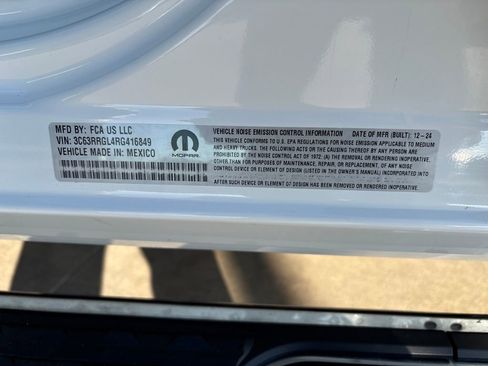 MFD BY: FCA US LLC
VIN: 3C63RRGL4RG416849
VEHICLE MADE IN: MEXICO
MOPAR
VEHICLE NOISE EMISSION CONTROL INFORMATION DATE OF MFR (BUILT): 12-24
THIS VEHICLE CONFORMS TO U.S. EPA REGULATIONS FOR NOISE EMISSION APPLICABLE TO MEDIUM
AND HEAVY TRUCKS. THE FOLLOWING ACTS OR THE CAUSING THEREOF BY ANY PERSON ARE
PROHIBITED BY THE NOISE CONTROL ACT OF 1972: (A) THE REMOVAL OR RENDERING
INOPERATIVE, OTHER THAN FOR PURPOSES OF MAINTENANCE, REPAIR, OR REPLACEMENT, OF ANY NOISE
CONTROL DEVICE OR ELEMENT OF DESIGN (LISTED IN THE OWNER'S MANUAL) INCORPORATED INTO
AFTER SUCH DEVICE OR ELEMENT OF DESIGN HAS BEEN REMOVED OR RENDERED INOPERATIVE.